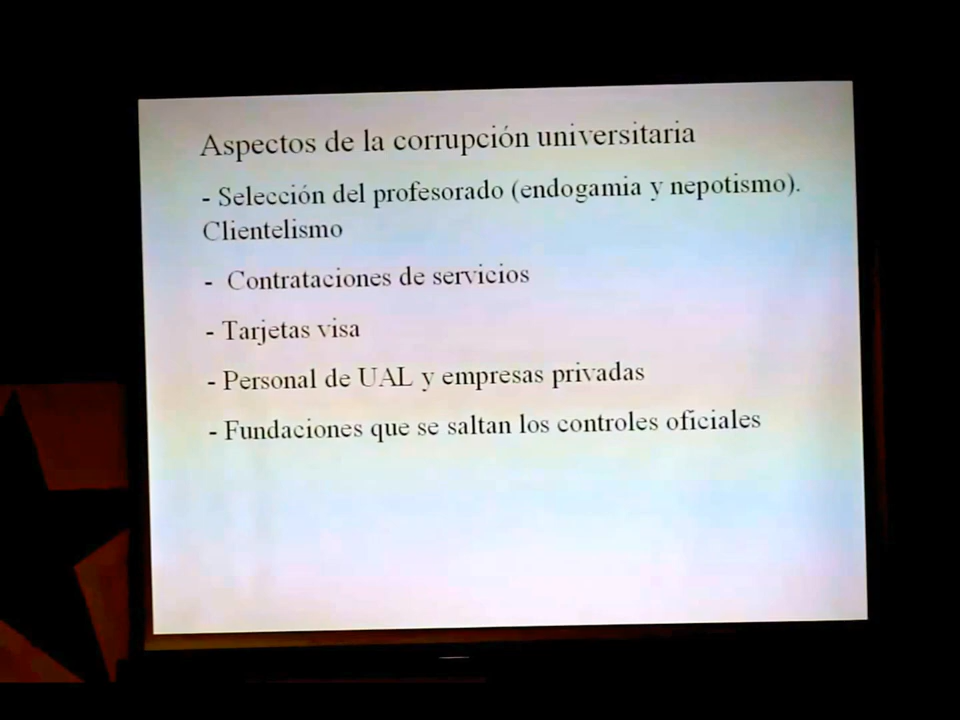 Aspectos de la corrupción universitaria
- Selección del profesorado (endogamia y nepotismo).
Clientelismo
- Contrataciones de servicios
- Tarjetas visa
- Personal de UAL y empresas privadas
- Fundaciones que se saltan los controles oficiales